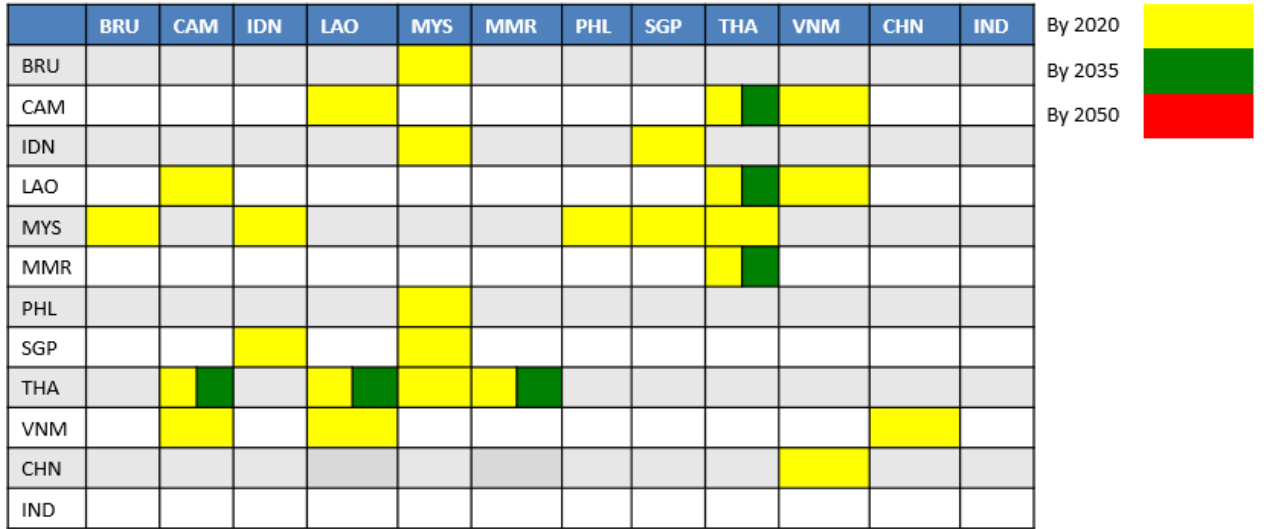 BRU CAM IDN LAO MYS MMR PHL SGP THA VNM CHN IND
BRU
CAM
IDN
LAO
MYS
MMR
PHL
SGP
THA
VNM
CHN
IND
By 2020
By 2035
By 2050